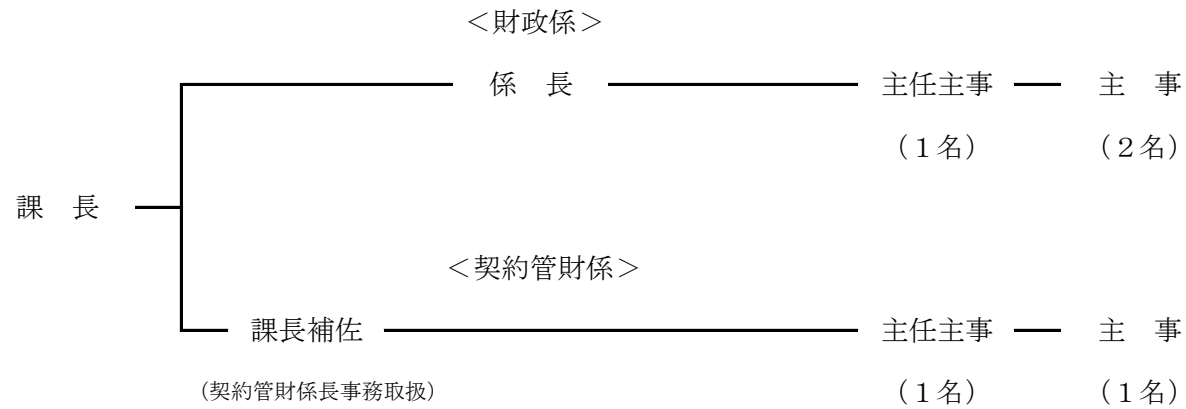 ＜財政係＞
係　長　主任主事　主　事
（１名）　（２名）
課　長
＜契約管財係＞
課長補佐　主任主事　主　事
（契約管財係長事務取扱）　（１名）　（１名）